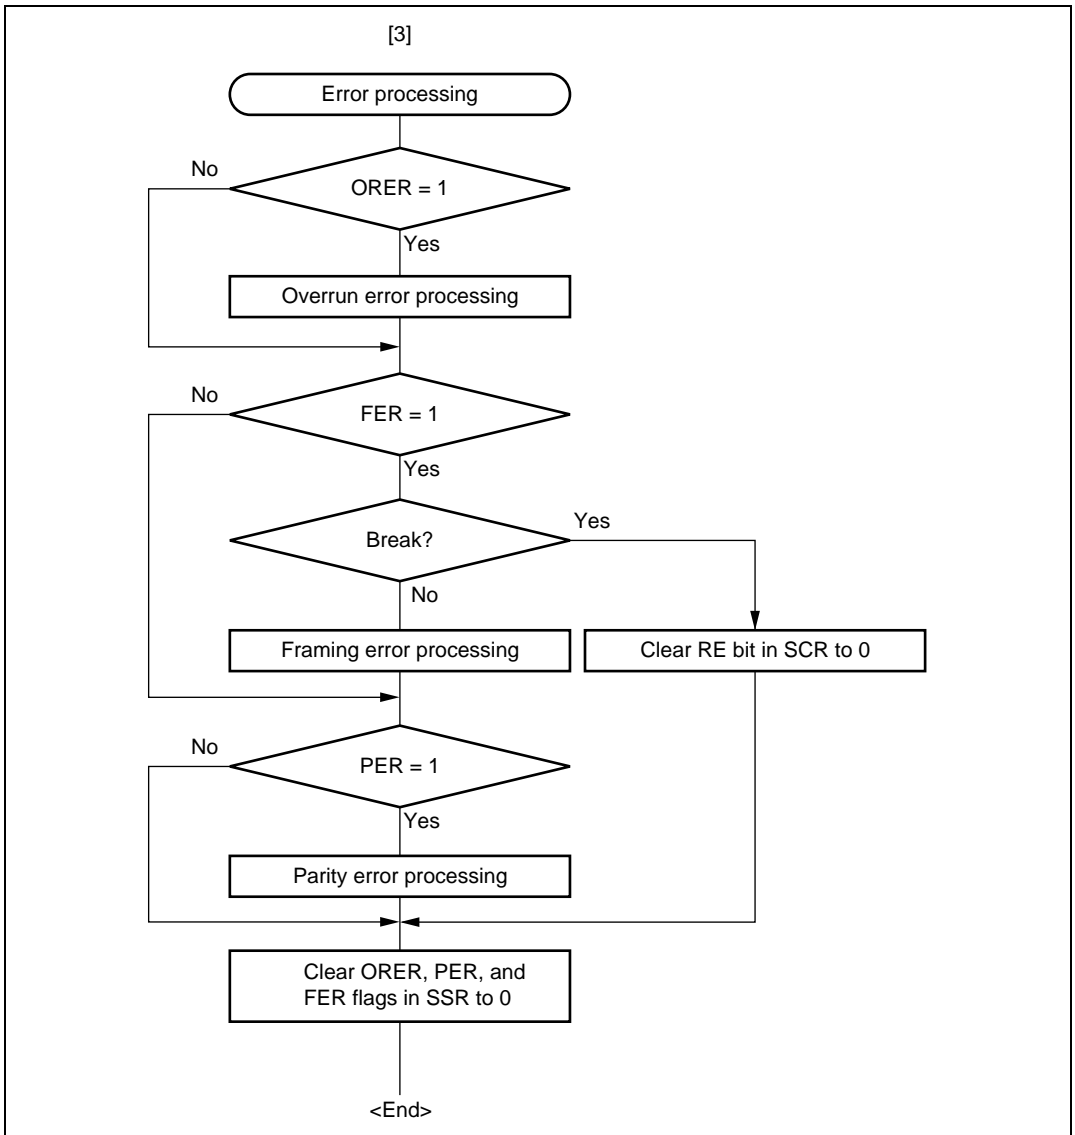 [3]
Error processing
No
ORER = 1
Yes
Overrun error processing
No
FER = 1
Yes
Break?
Yes
No
Framing error processing
Clear RE bit in SCR to 0
No
PER = 1
Yes
Parity error processing
Clear ORER, PER, and
FER flags in SSR to 0
<End>